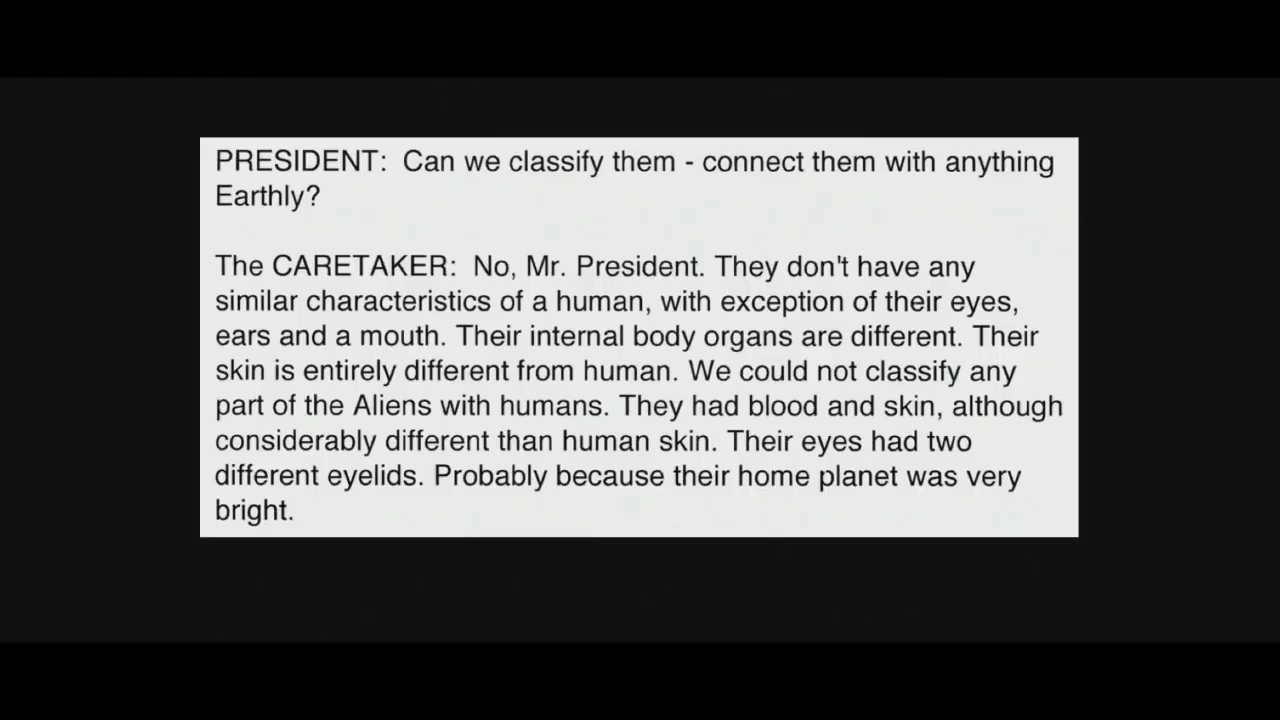 PRESIDENT:  Can we classify them - connect them with anything
Earthly?
The CARETAKER:  No, Mr. President. They don't have any
similar characteristics of a human, with exception of their eyes,
ears and a mouth. Their internal body organs are different. Their
skin is entirely different from human. We could not classify any
part of the Aliens with humans. They had blood and skin, although
considerably different than human skin. Their eyes had two
different eyelids. Probably because their home planet was very
bright.